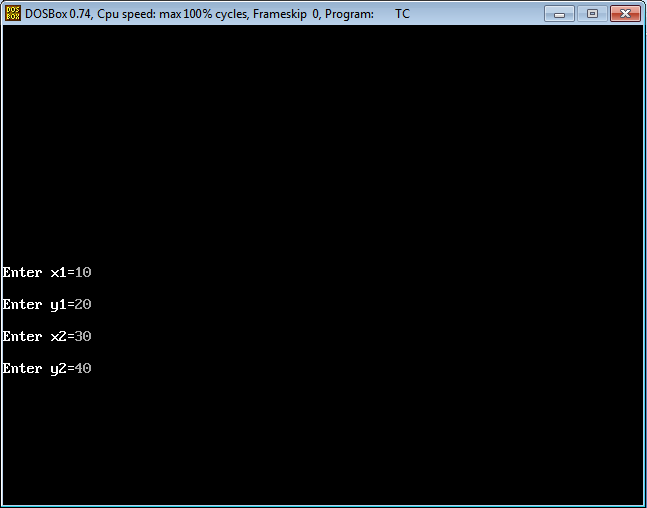 DOSBox 0.74, Cpu speed: max 100% cycles, Frameskip 0, Program: TC
Enter x1=10
Enter y1=20
Enter x2=30
Enter y2=40